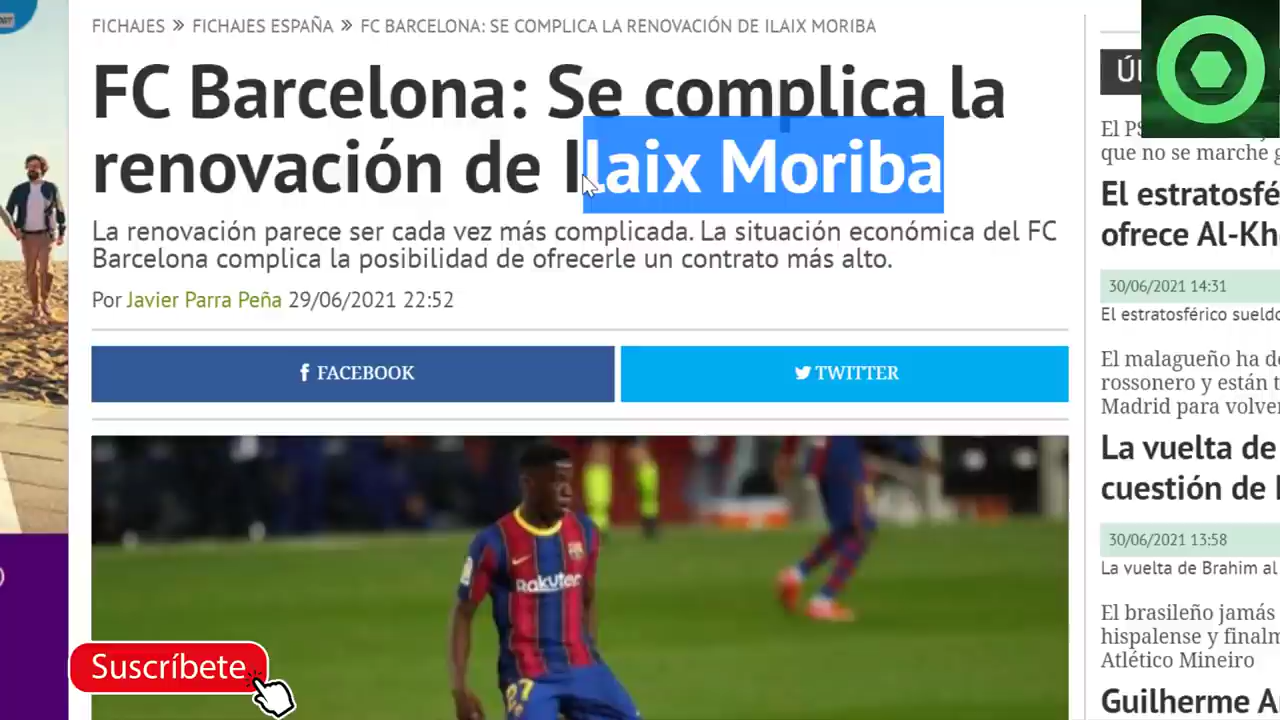 FICHAJES » FICHAJES ESPAÑA » FC BARCELONA: SE COMPLICA LA RENOVACIÓN DE ILAIX MORIBA
FC Barcelona: Se complica la
renovación de Ilaix Moriba
La renovación parece ser cada vez más complicada. La situación económica del FC
Barcelona complica la posibilidad de ofrecerle un contrato más alto.
Por Javier Parra Peña 29/06/2021 22:52
FACEBOOK
TWITTER
Rakuten
27
Suscríbete
El
que no se marche
El
ofrece Al-
30/06/2021 14:31
El estratosférico sueldo
El malagueño ha
rossonero y están
Madrid para volver
La vuelta de
cuestión de
30/06/2021 13:58
La vuelta de Brahim al
El brasileño jamás
hispalense y
Atlético Mineiro
Guilherme